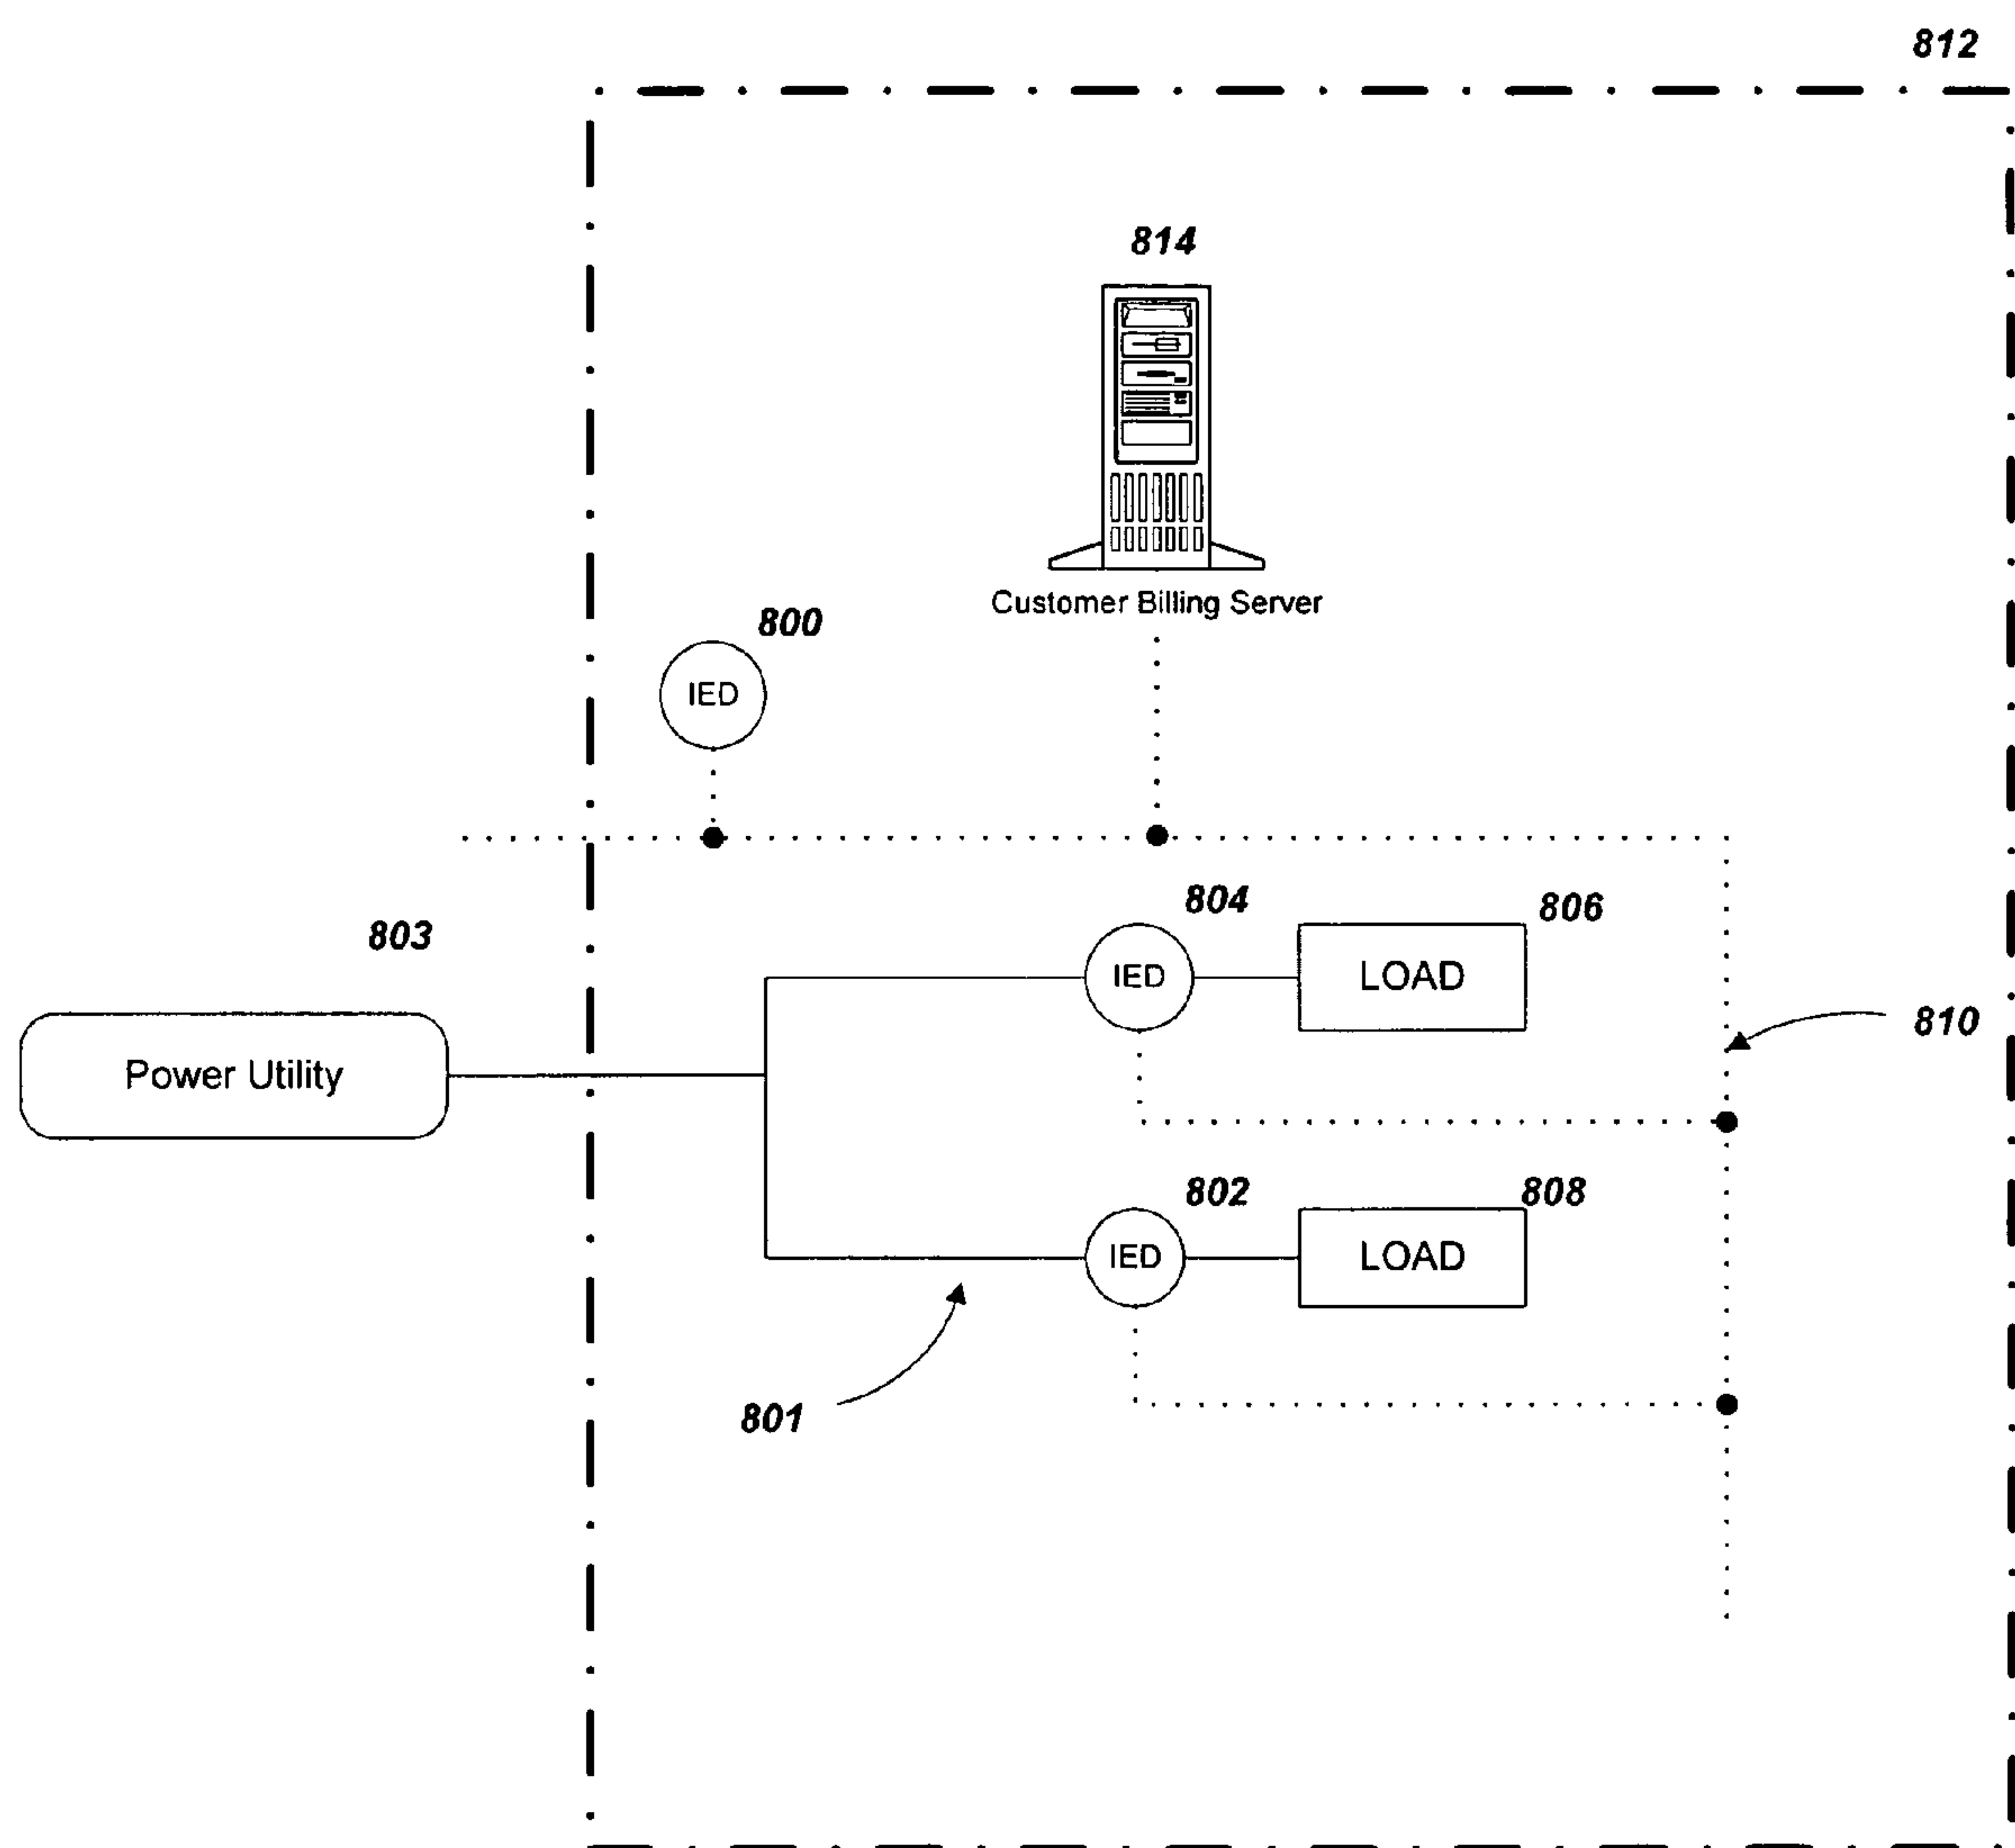 812
814
Customer Billing Server
800
IED
803
804
806
IED
LOAD
810
Power Utility
802
808
IED
LOAD
801